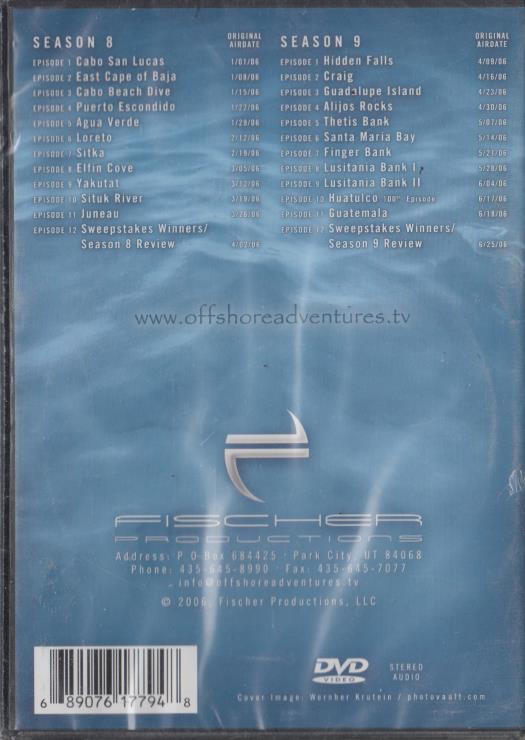 SEASON 8 ORIGINAL AIRDATE
EPISODE 1 Cabo San Lucas 1/01/06
EPISODE 2 East Cape of Baja 1/08/06
EPISODE 3 Cabo Beach Dive 1/15/06
EPISODE 4 Puerto Escondido 1/22/06
EPISODE 5 Agua Verde 1/28/06
EPISODE 6 Loreto 2/12/06
EPISODE 7 Sitka 2/19/06
EPISODE 8 Elfin Cove 3/05/06
EPISODE 9 Yakutat 3/12/06
EPISODE 10 Situk River 3/19/06
EPISODE 11 Juneau 3/26/06
EPISODE 12 Sweepstakes Winners/
Season 8 Review 4/02/06
SEASON 9 ORIGINAL AIRDATE
EPISODE 1 Hidden Falls 4/09/06
EPISODE 2 Craig 4/16/06
EPISODE 3 Guadalupe Island 4/23/06
EPISODE 4 Alijos Rocks 4/30/06
EPISODE 5 Thetis Bank 5/07/06
EPISODE 6 Santa Maria Bay 5/14/06
EPISODE 7 Finger Bank 5/21/06
EPISODE 8 Lusitania Bank I 5/28/06
EPISODE 9 Lusitania Bank II 6/04/06
EPISODE 10 Huatulco 100th Episode 6/17/06
EPISODE 11 Guatemala 6/18/06
EPISODE 12 Sweepstakes Winners/
Season 9 Review 6/25/06
www.offshoreadventures.tv
FISCHER
PRODUCTIONS
Address: P O Box 684425 · Park City, UT 84068
Phone: 435-645-8990 · Fax: 435-645-7077
info@offshoreadventures.tv
© 2006, Fischer Productions, LLC
6 89076 17794 8
DVD
VIDEO
STEREO
AUDIO
Cover Image: Wernher Krutein / photovault.com